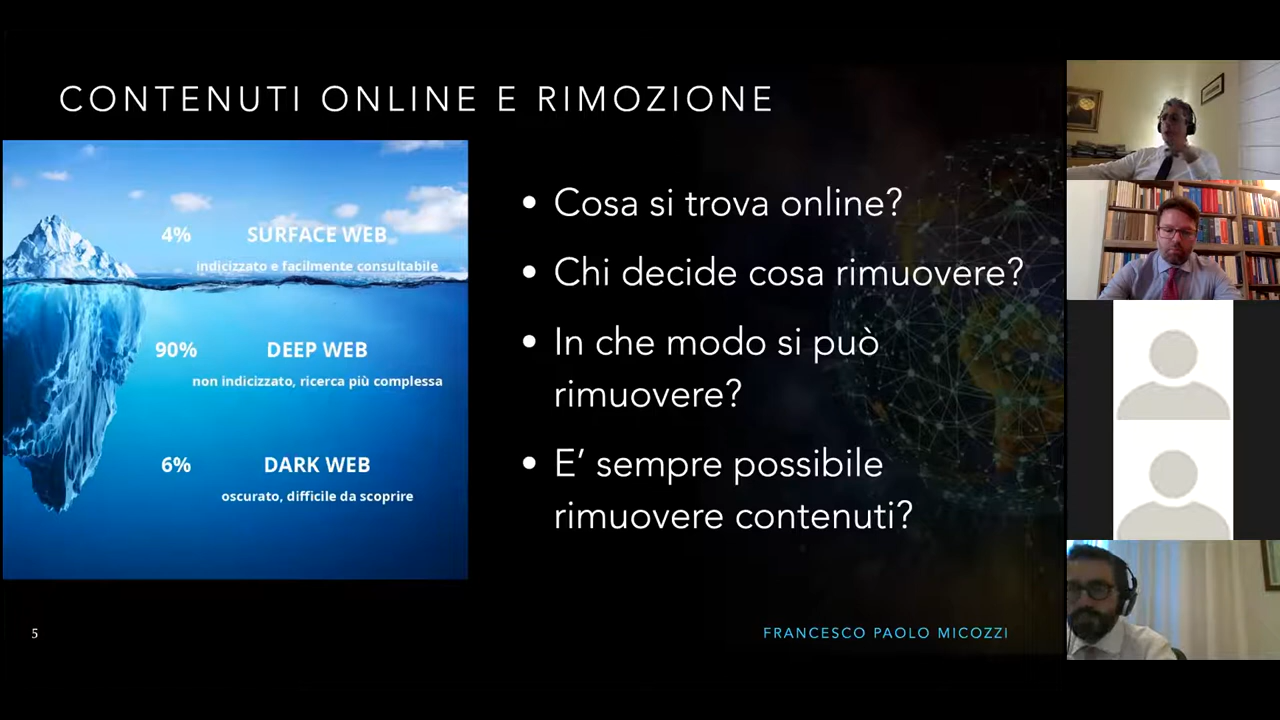 CONTENUTI ONLINE E RIMOZIONE
4% SURFACE WEB
indicizzato e facilmente consultabile
90% DEEP WEB
non indicizzato, ricerca più complessa
6% DARK WEB
oscurato, difficile da scoprire
• Cosa si trova online?
• Chi decide cosa rimuovere?
• In che modo si può
rimuovere?
• E’ sempre possibile
rimuovere contenuti?
5
FRANCESCO PAOLO MICOZZI